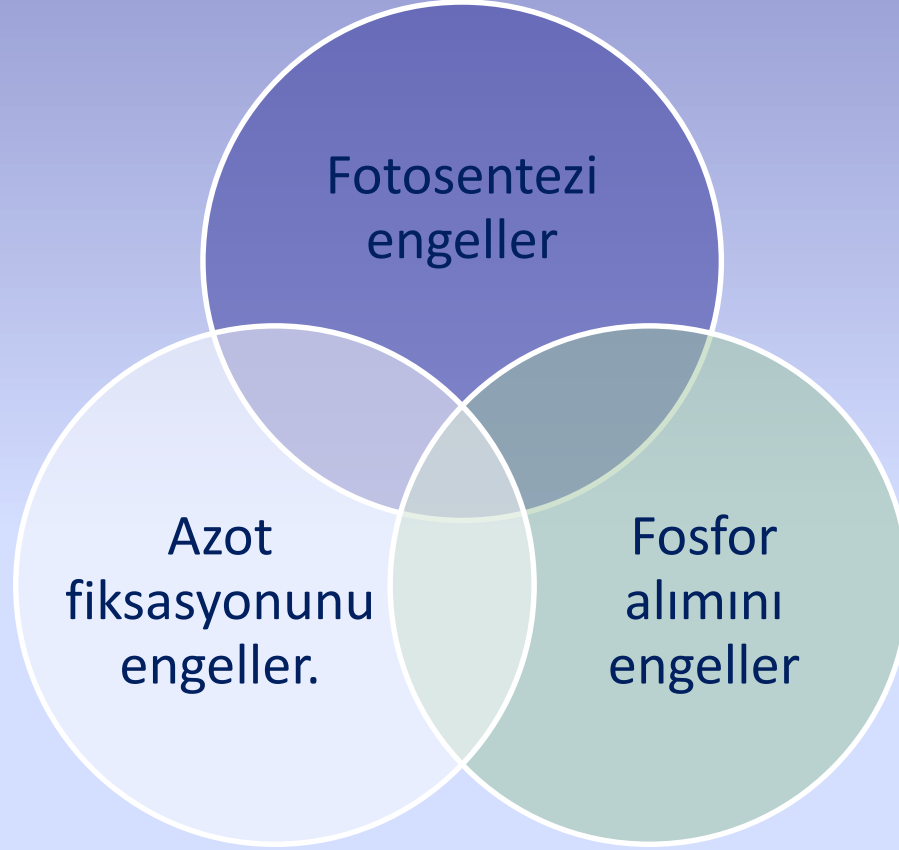 Fotosentezi
engeller
Azot
fiksasyonunu
engeller.
Fosfor
alımını
engeller